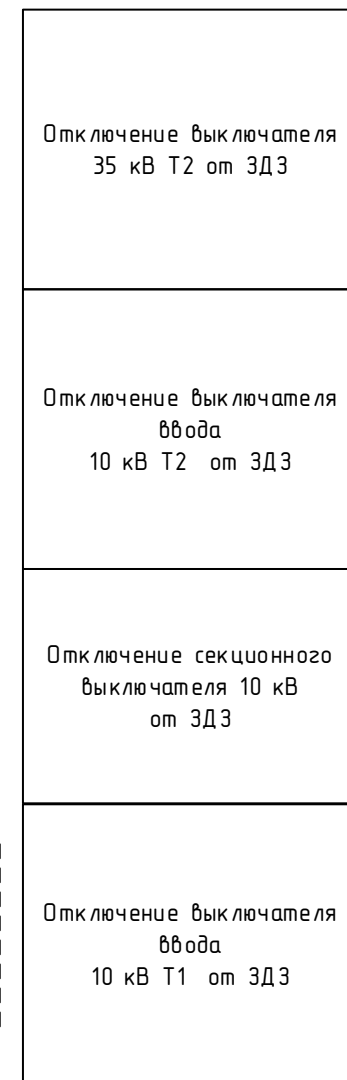 Отключение выключателя
35 кВ Т2 от ЗДЗ
Отключение выключателя
ввода
10 кВ Т2 от ЗДЗ
Отключение секционного
выключателя 10 кВ
от ЗДЗ
Отключение выключателя
ввода
10 кВ Т1 от ЗДЗ